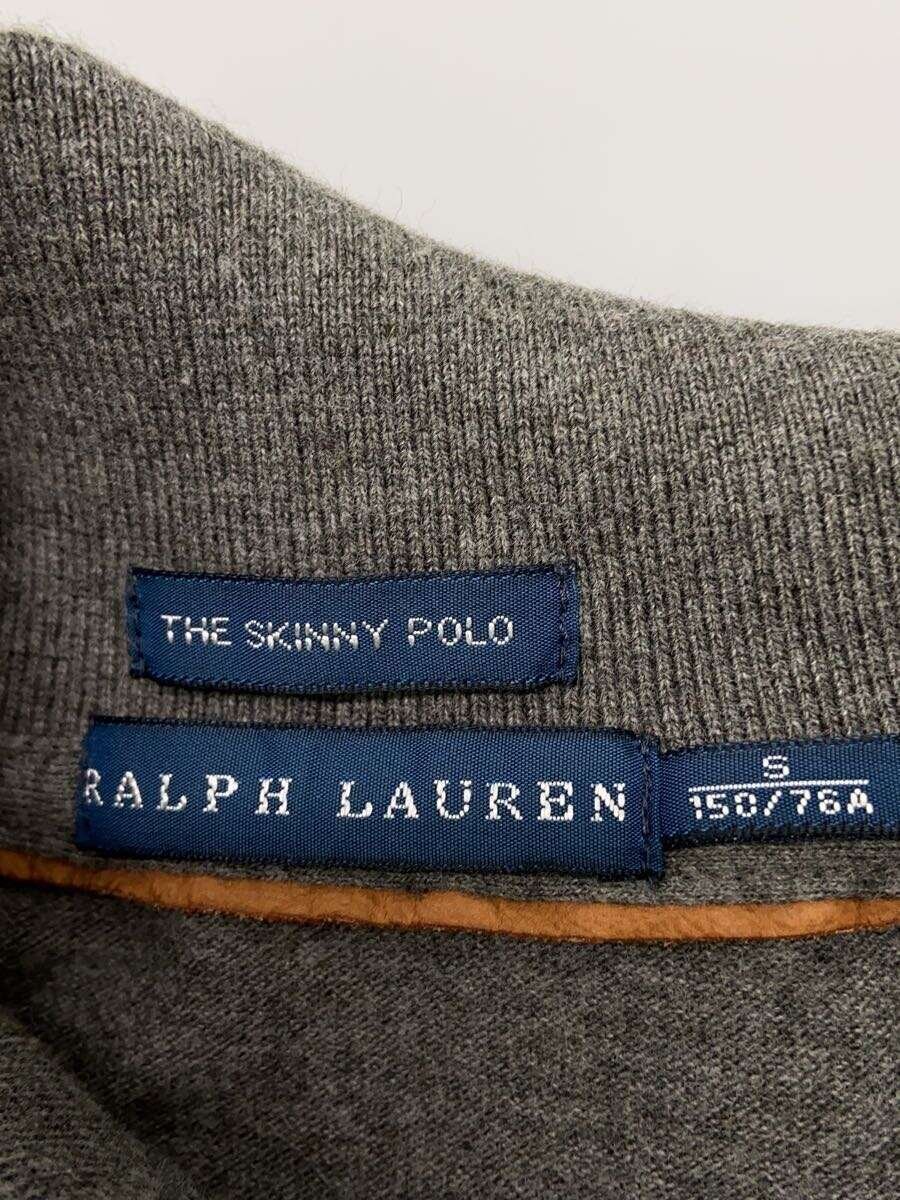 THE SKINNY POLO
RALPH LAUREN
S
150/76A